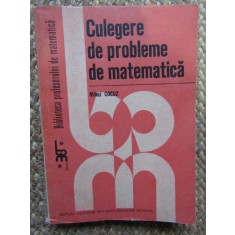 Culegere
de probleme
de matematică
Mihai COCUZ
Biblioteca profesorului de matematică